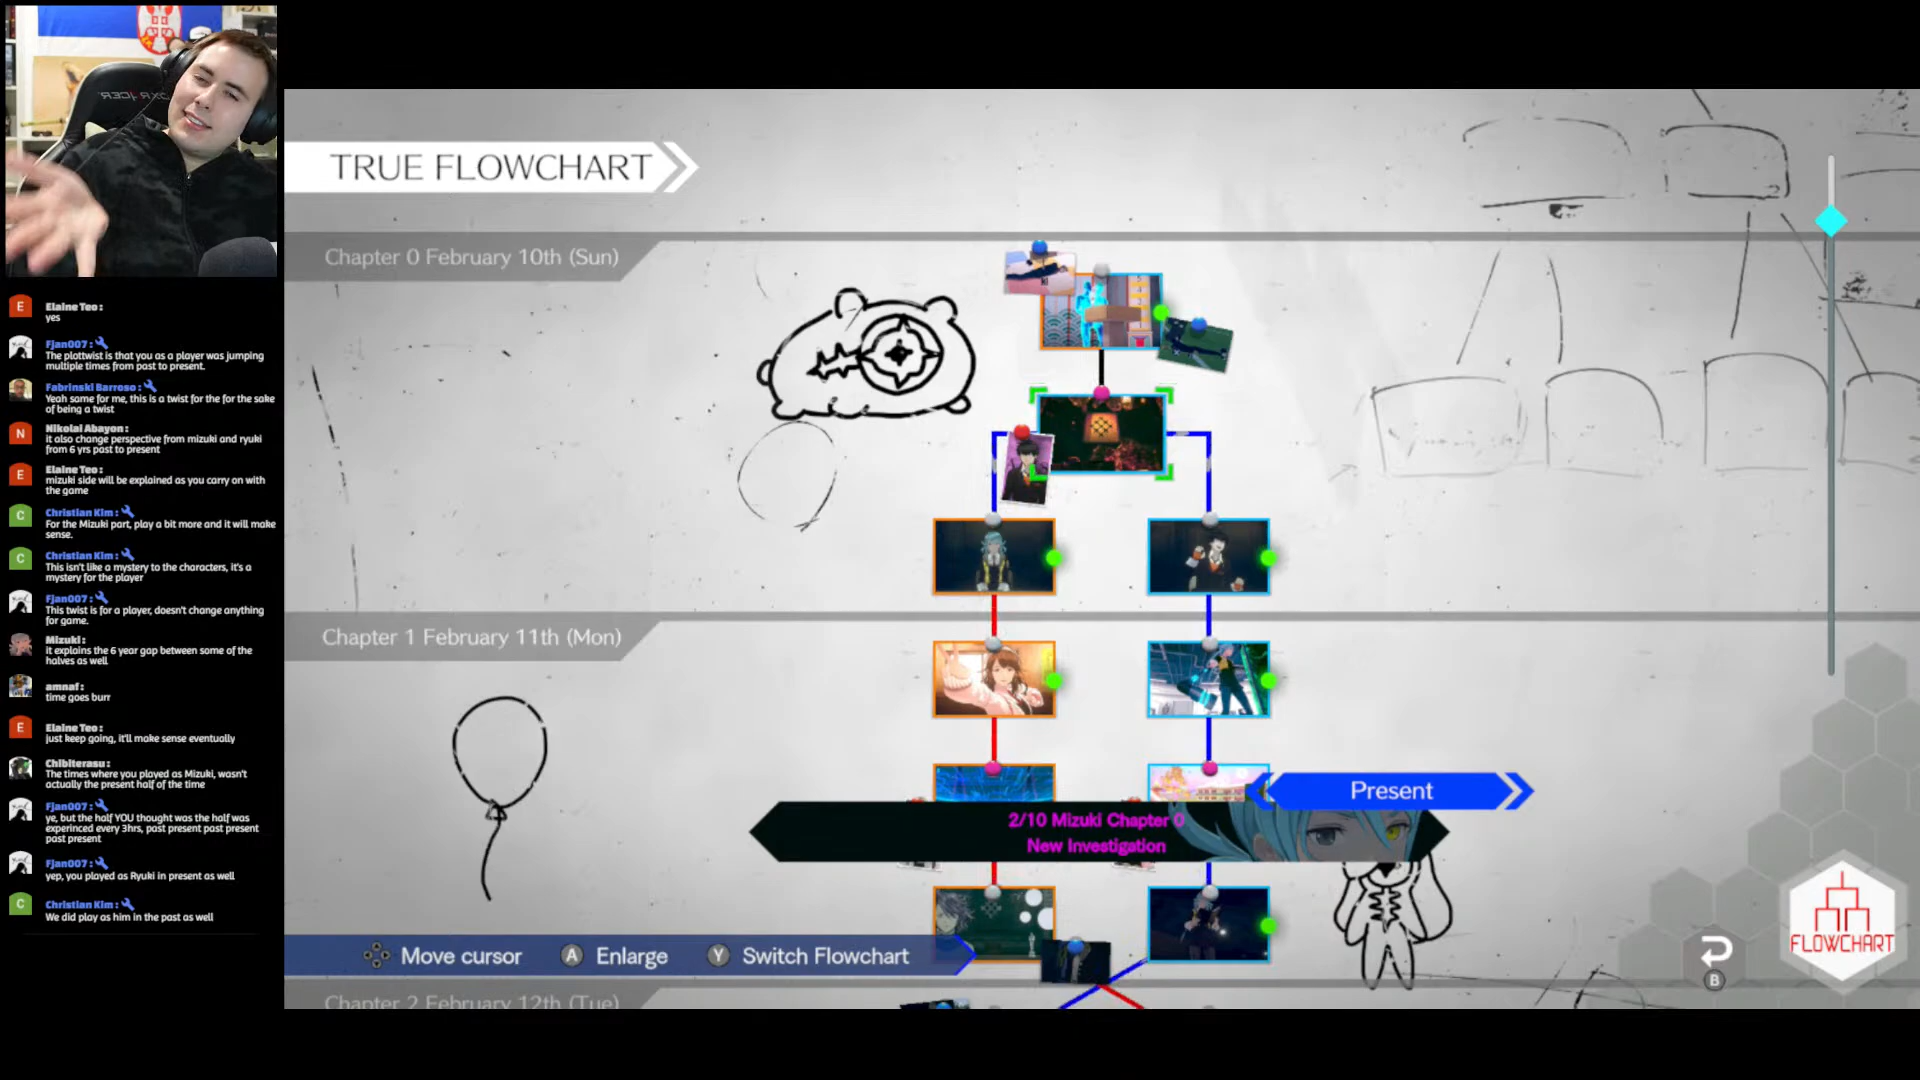 Elaine Teo :
yes
Fjan007 :
The plottwist is that you as a player was jumping
multiple times from past to present.
Fabrinski Barroso :
Yeah same for me, this is a twist for the for the sake
of being a twist
Nikolai Abayon :
it also change perspective from mizuki and ryuki
from 6 yrs past to present
Elaine Teo :
mizuki side will be explained as you carry on with
the game
Christian Kim :
For the Mizuki part, play a bit more and it will make
sense.
Christian Kim :
This isn't like a mystery to the characters, it's a
mystery for the player
Fjan007 :
This twist is for a player, doesn't change anything
for game.
Mizuki :
it explains the 6 year gap between some of the
halves as well
amnaf :
time goes burr
Elaine Teo :
just keep going, it'll make sense eventually
Chibiterasu :
The times where you played as Mizuki, wasn't
actually the present half of the time
Fjan007 :
ye, but the half YOU thought was the half was
experinced every 3hrs, past present past present
past present
Fjan007 :
yep, you played as Ryuki in present as well
Christian Kim :
We did play as him in the past as well
TRUE FLOWCHART
Chapter 0 February 10th (Sun)
Chapter 1 February 11th (Mon)
Present
2/10 Mizuki Chapter 0
New Investigation
Move cursor
A Enlarge
Y Switch Flowchart
B
FLOWCHART
Chapter 2 February 12th (Tue)